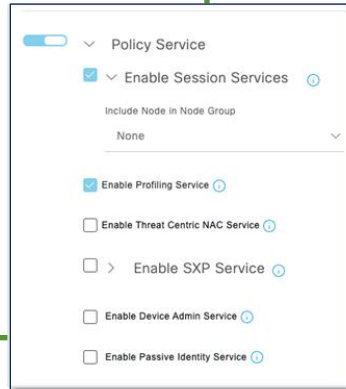 Policy Service
Enable Session Services
Include Node in Node Group
None
Enable Profiling Service
Enable Threat Centric NAC Service
Enable SXP Service
Enable Device Admin Service
Enable Passive Identity Service